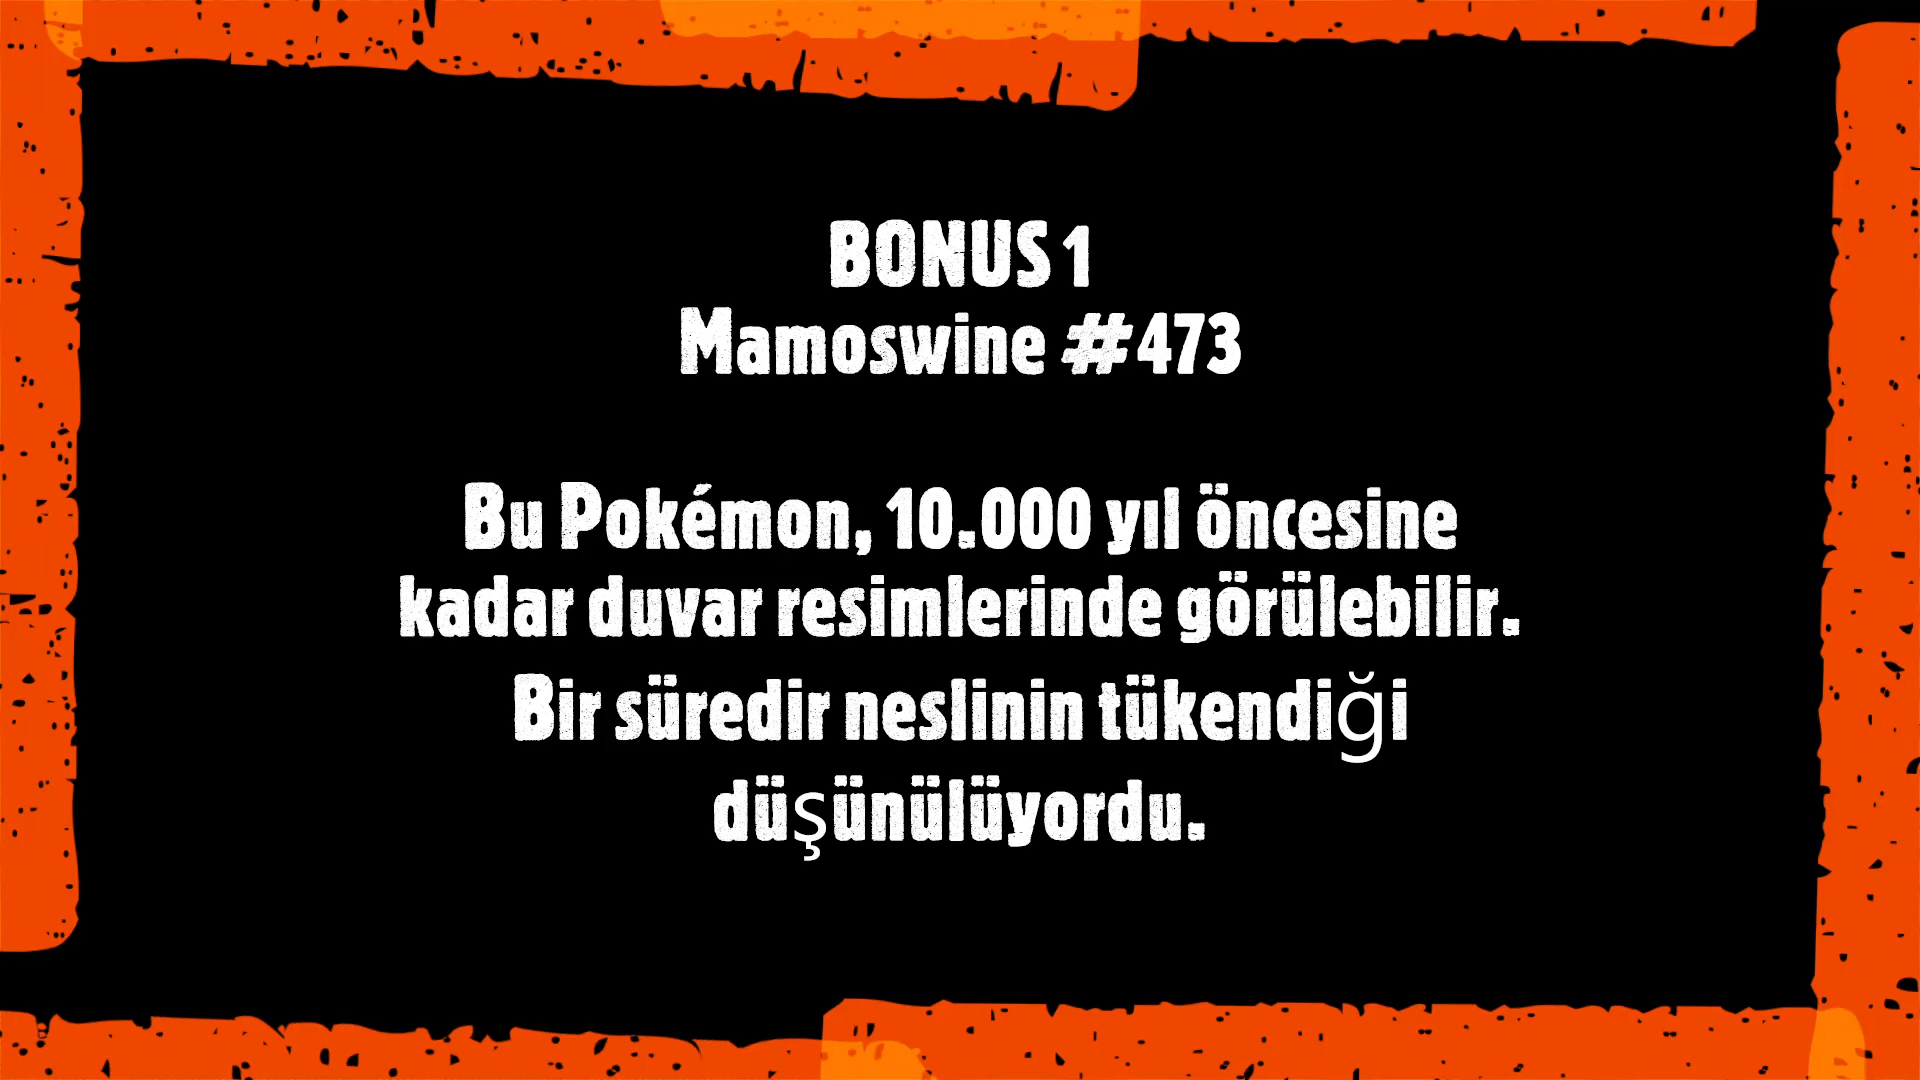 BONUS 1
Mamoswine #473
Bu Pokémon, 10.000 yıl öncesine
kadar duvar resimlerinde görülebilir.
Bir süredir neslinin tükendiği
düşünülüyordu.